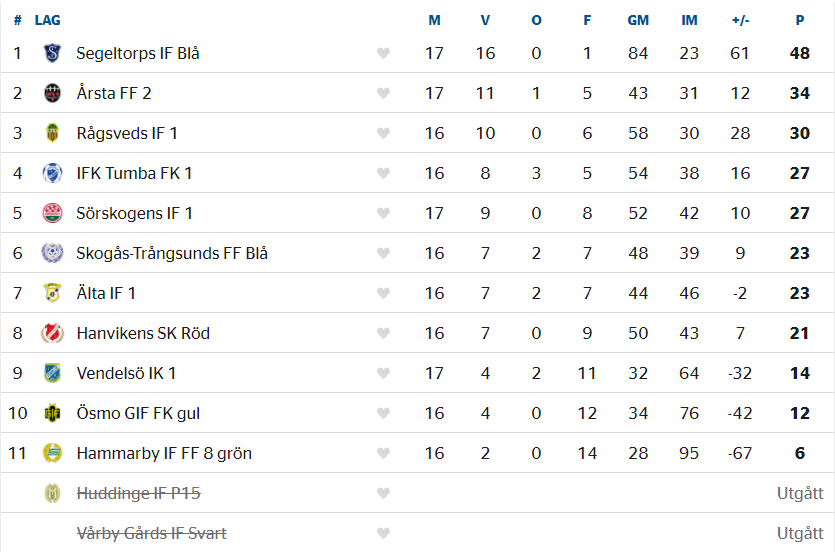 # LAG M V O F GM IM +/- P
1 Segeltorps IF Blå 17 16 0 1 84 23 61 48
2 Årsta FF 2 17 11 1 5 43 31 12 34
3 Rågsveds IF 1 16 10 0 6 58 30 28 30
4 IFK Tumba FK 1 16 8 3 5 54 38 16 27
5 Sörskogens IF 1 17 9 0 8 52 42 10 27
6 Skogås-Trångsunds FF Blå 16 7 2 7 48 39 9 23
7 Älta IF 1 16 7 2 7 44 46 -2 23
8 Hanvikens SK Röd 16 7 0 9 50 43 7 21
9 Vendelsö IK 1 17 4 2 11 32 64 -32 14
10 Ösmo GIF FK gul 16 4 0 12 34 76 -42 12
11 Hammarby IF FF 8 grön 16 2 0 14 28 95 -67 6
Huddinge IF P15 Utgått
Vårby Gårds IF Svart Utgått